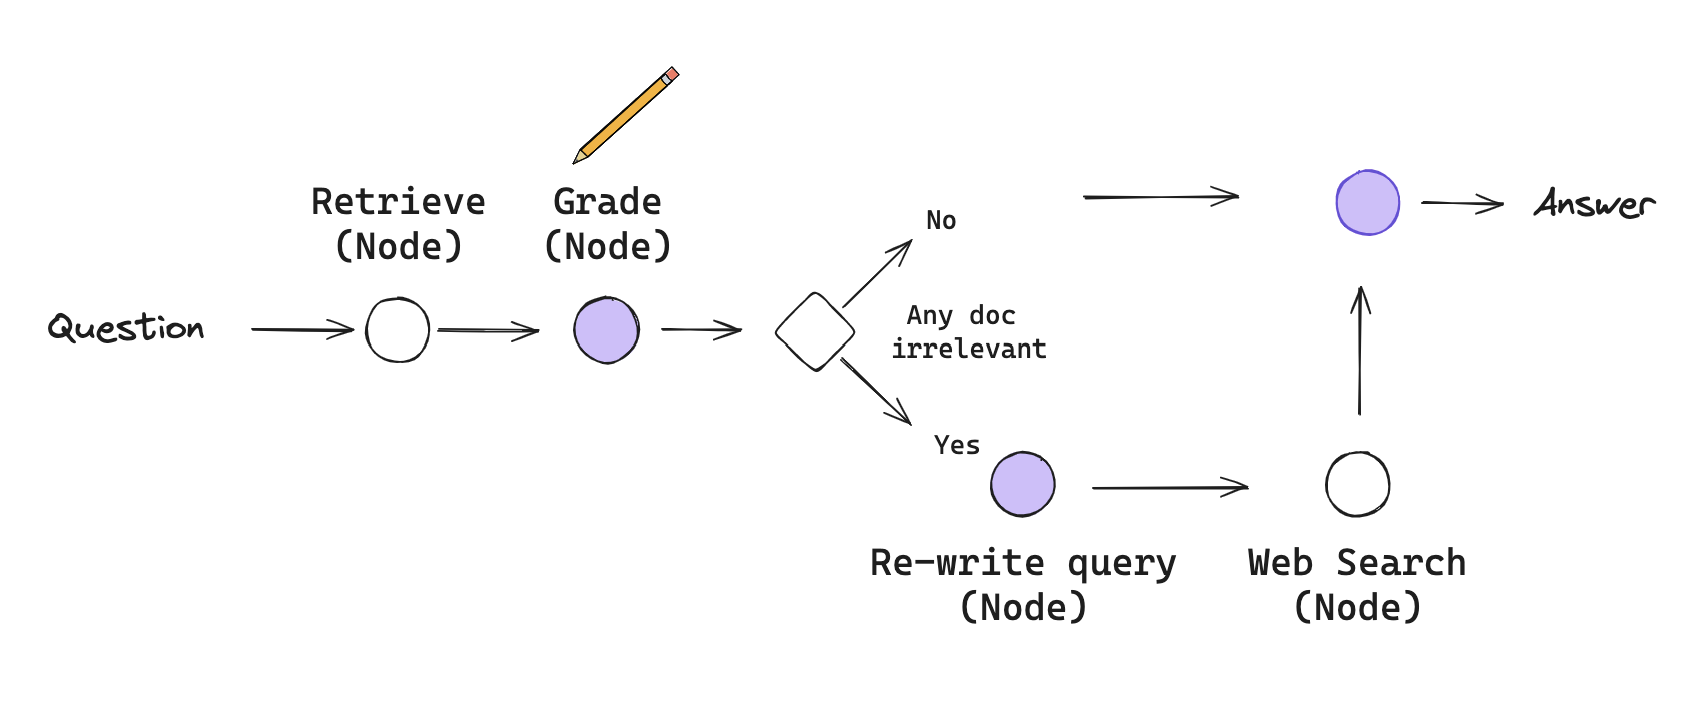 Question
Retrieve
(Node)
Grade
(Node)
No
Any doc
irrelevant
Yes
Re-write query
(Node)
Web Search
(Node)
Answer